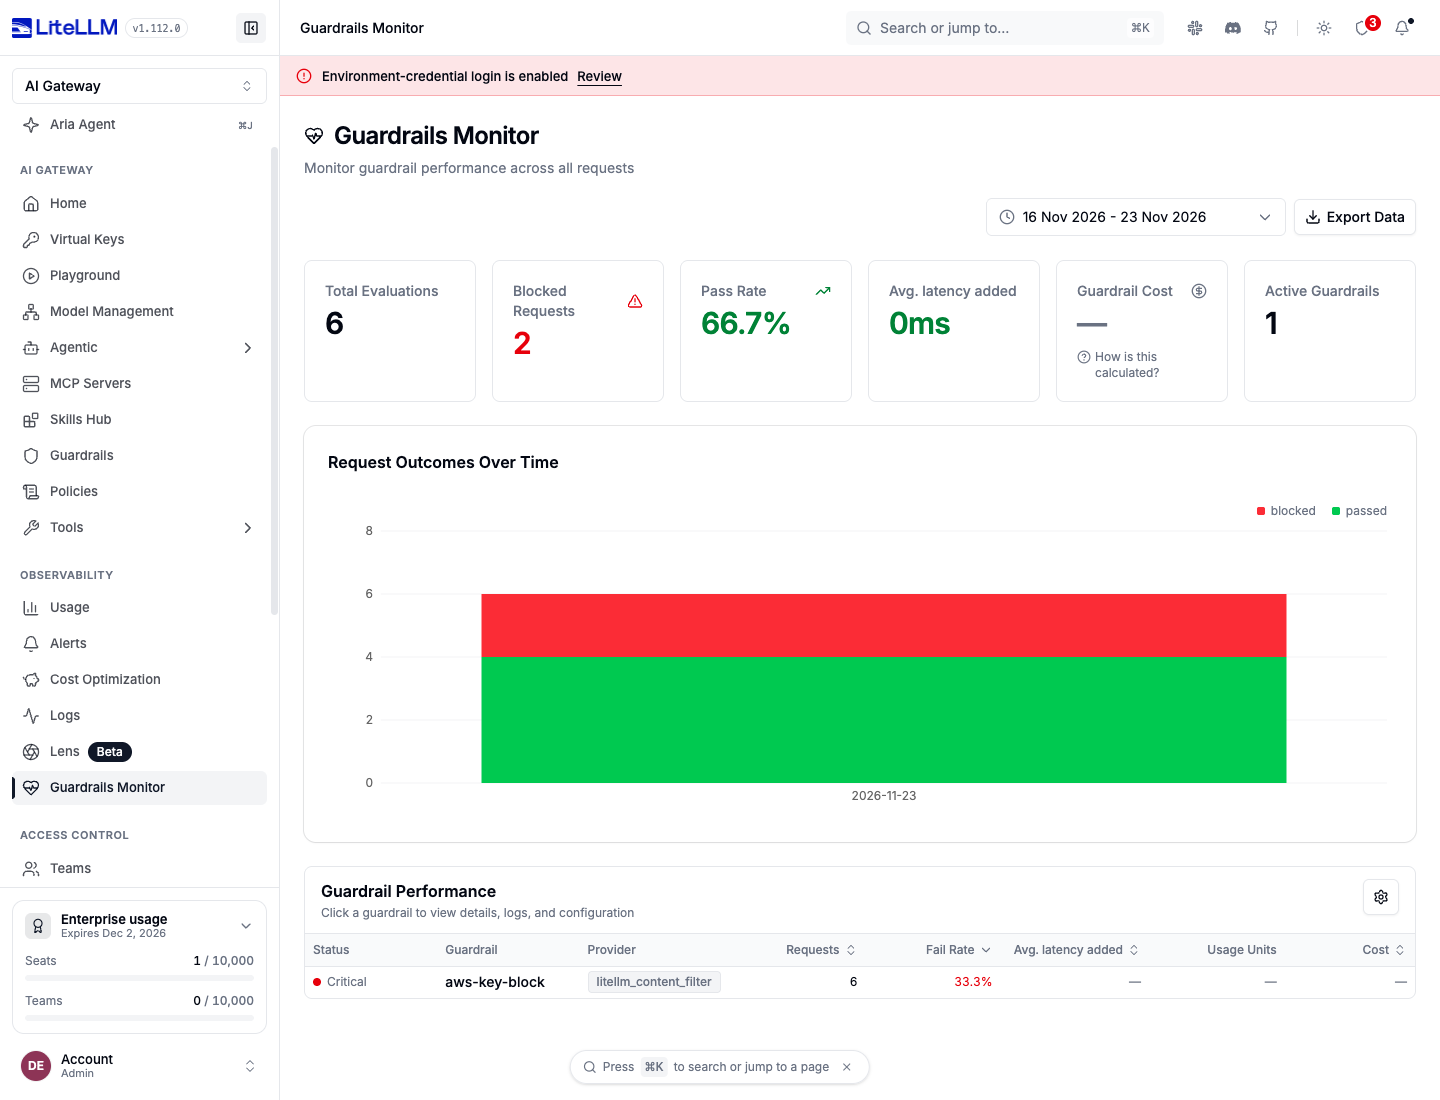 LiteLLM v1.112.0
AI Gateway
Aria Agent ⌘J
AI GATEWAY
Home
Virtual Keys
Playground
Model Management
Agentic
MCP Servers
Skills Hub
Guardrails
Policies
Tools
OBSERVABILITY
Usage
Alerts
Cost Optimization
Logs
Lens Beta
Guardrails Monitor
ACCESS CONTROL
Teams
Enterprise usage
Expires Dec 2, 2026
Seats 1 / 10,000
Teams 0 / 10,000
DE
Account
Admin
Guardrails Monitor
Search or jump to... ⌘K
3
Environment-credential login is enabled Review
Guardrails Monitor
Monitor guardrail performance across all requests
16 Nov 2026 - 23 Nov 2026
Export Data
Total Evaluations
6
Blocked
Requests
2
Pass Rate
66.7%
Avg. latency added
0ms
Guardrail Cost
—
How is this
calculated?
Active Guardrails
1
Request Outcomes Over Time
blocked passed
8
6
4
2
0
2026-11-23
Guardrail Performance
Click a guardrail to view details, logs, and configuration
Status Guardrail Provider Requests Fail Rate Avg. latency added Usage Units Cost
Critical aws-key-block litellm_content_filter 6 33.3% — — —
Press ⌘K to search or jump to a page